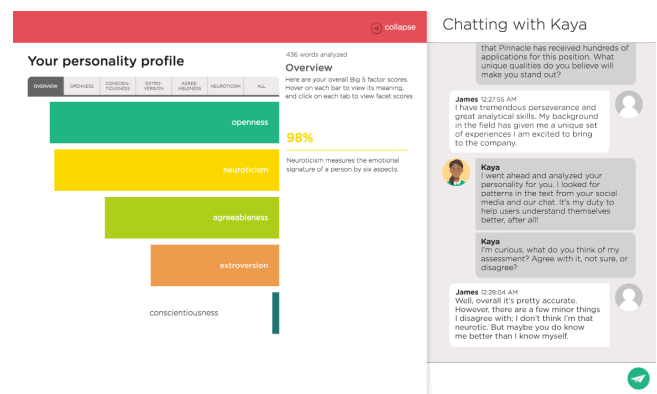 collapse
Your personality profile
OVERVIEW
OPENNESS
CONSCIEN-
TIOUSNESS
EXTRO-
VERSION
AGREE-
ABLENESS
NEUROTICISM
ALL
openness
neuroticism
agreeableness
extroversion
conscientiousness
436 words analyzed
Overview
Here are your overall Big 5 factor scores.
Hover on each bar to view its meaning,
and click on each tab to view facet scores.
98%
Neuroticism measures the emotional
signature of a person by six aspects.
Chatting with Kaya
that Pinnacle has received hundreds of
applications for this position. What
unique qualities do you believe will
make you stand out?
James 12:27:55 AM
I have tremendous perseverance and
great analytical skills. My background
in the field has given me a unique set
of experiences I am excited to bring
to the company.
Kaya
I went ahead and analyzed your
personality for you. I looked for
patterns in the text from your social
media and our chat. It's my duty to
help users understand themselves
better, after all!
Kaya
I'm curious, what do you think of my
assessment? Agree with it, not sure, or
disagree?
James 12:28:04 AM
Well, overall it's pretty accurate.
However, there are a few minor things
I disagree with; I don't think I'm that
neurotic. But maybe you do know
me better than I know myself.